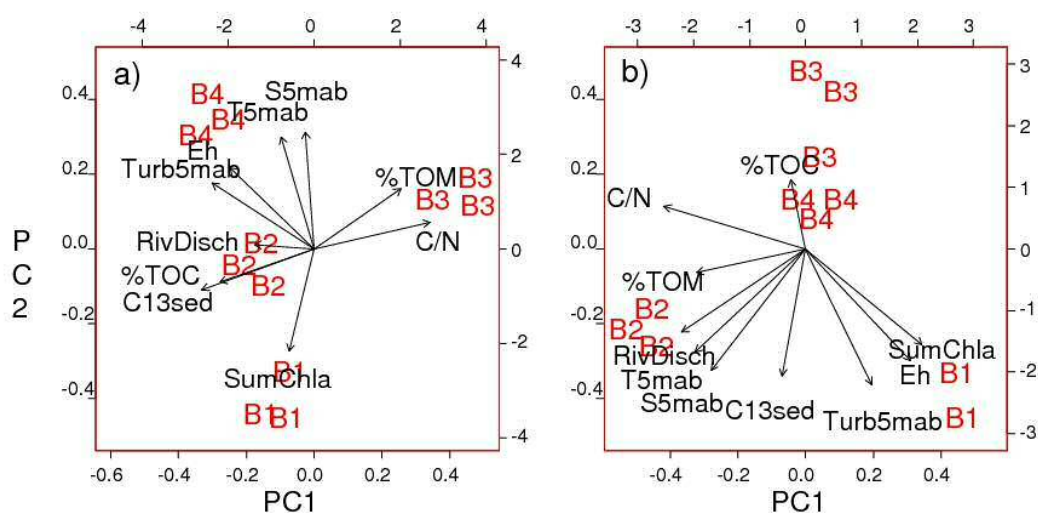 -4 -2 0 2 4
-3 -2 -1 0 1 2 3
a)
B4
S5mab
T5mab
B4
B4
Eh
Turb5mab
%TOM B3
B3 B3
C/N
RivDisch B2
B2
%TOC B2
C13sed
B1
SumChla
B1 B1
0.4
0.2
0.0
-0.2
-0.4
4
2
0
-2
-4
-0.6 -0.4 -0.2 0.0 0.2 0.4
PC1
P
C
2
b)
B3
B3
B3
%TOC
B4 B4
B4
C/N
%TOM
B2
B2
B2
RivDisch
T5mab
S5mab
C13sed
SumChla
Eh B1
Turb5mab B1
0.4
0.2
0.0
-0.2
-0.4
3
2
1
0
-1
-2
-3
-0.4 -0.2 0.0 0.2 0.4
PC1